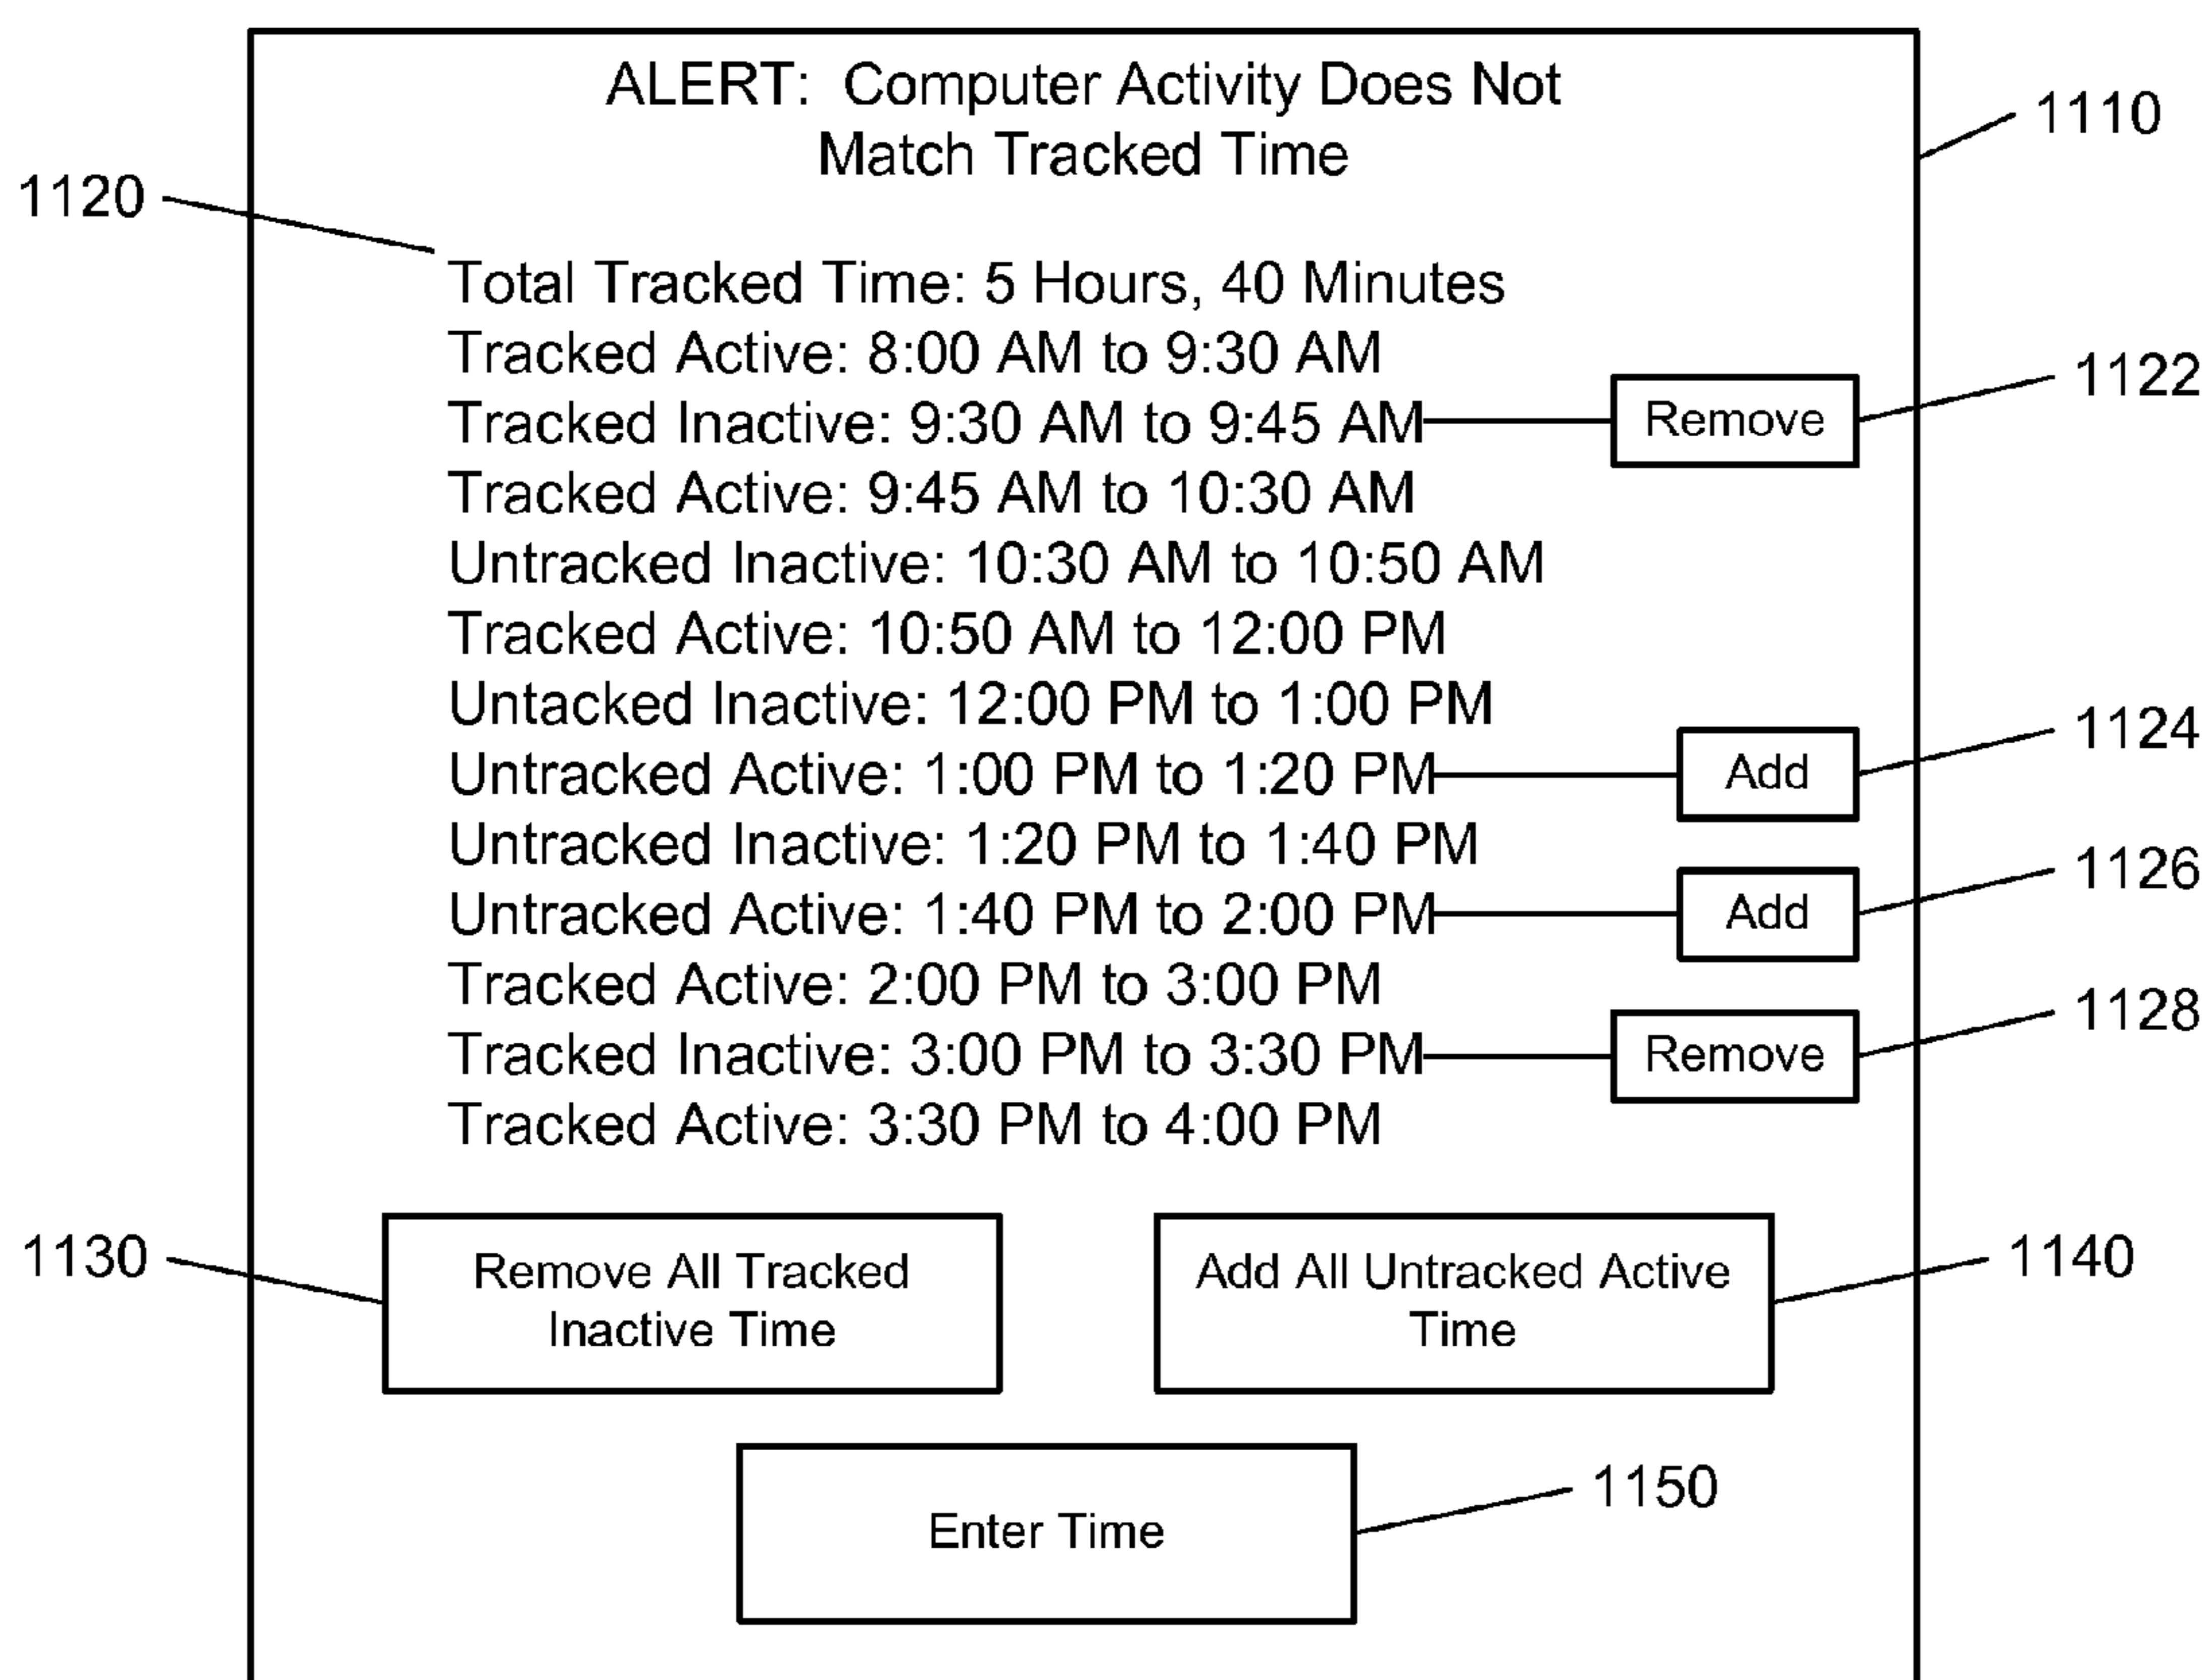 ALERT: Computer Activity Does Not
Match Tracked Time
1110
1120
Total Tracked Time: 5 Hours, 40 Minutes
Tracked Active: 8:00 AM to 9:30 AM
1122
Tracked Inactive: 9:30 AM to 9:45 AM
Remove
Tracked Active: 9:45 AM to 10:30 AM
Untracked Inactive: 10:30 AM to 10:50 AM
Tracked Active: 10:50 AM to 12:00 PM
Untacked Inactive: 12:00 PM to 1:00 PM
1124
Untracked Active: 1:00 PM to 1:20 PM
Add
Untracked Inactive: 1:20 PM to 1:40 PM
1126
Untracked Active: 1:40 PM to 2:00 PM
Add
Tracked Active: 2:00 PM to 3:00 PM
1128
Tracked Inactive: 3:00 PM to 3:30 PM
Remove
Tracked Active: 3:30 PM to 4:00 PM
1130
Remove All Tracked
Inactive Time
Add All Untracked Active
Time
1140
Enter Time
1150